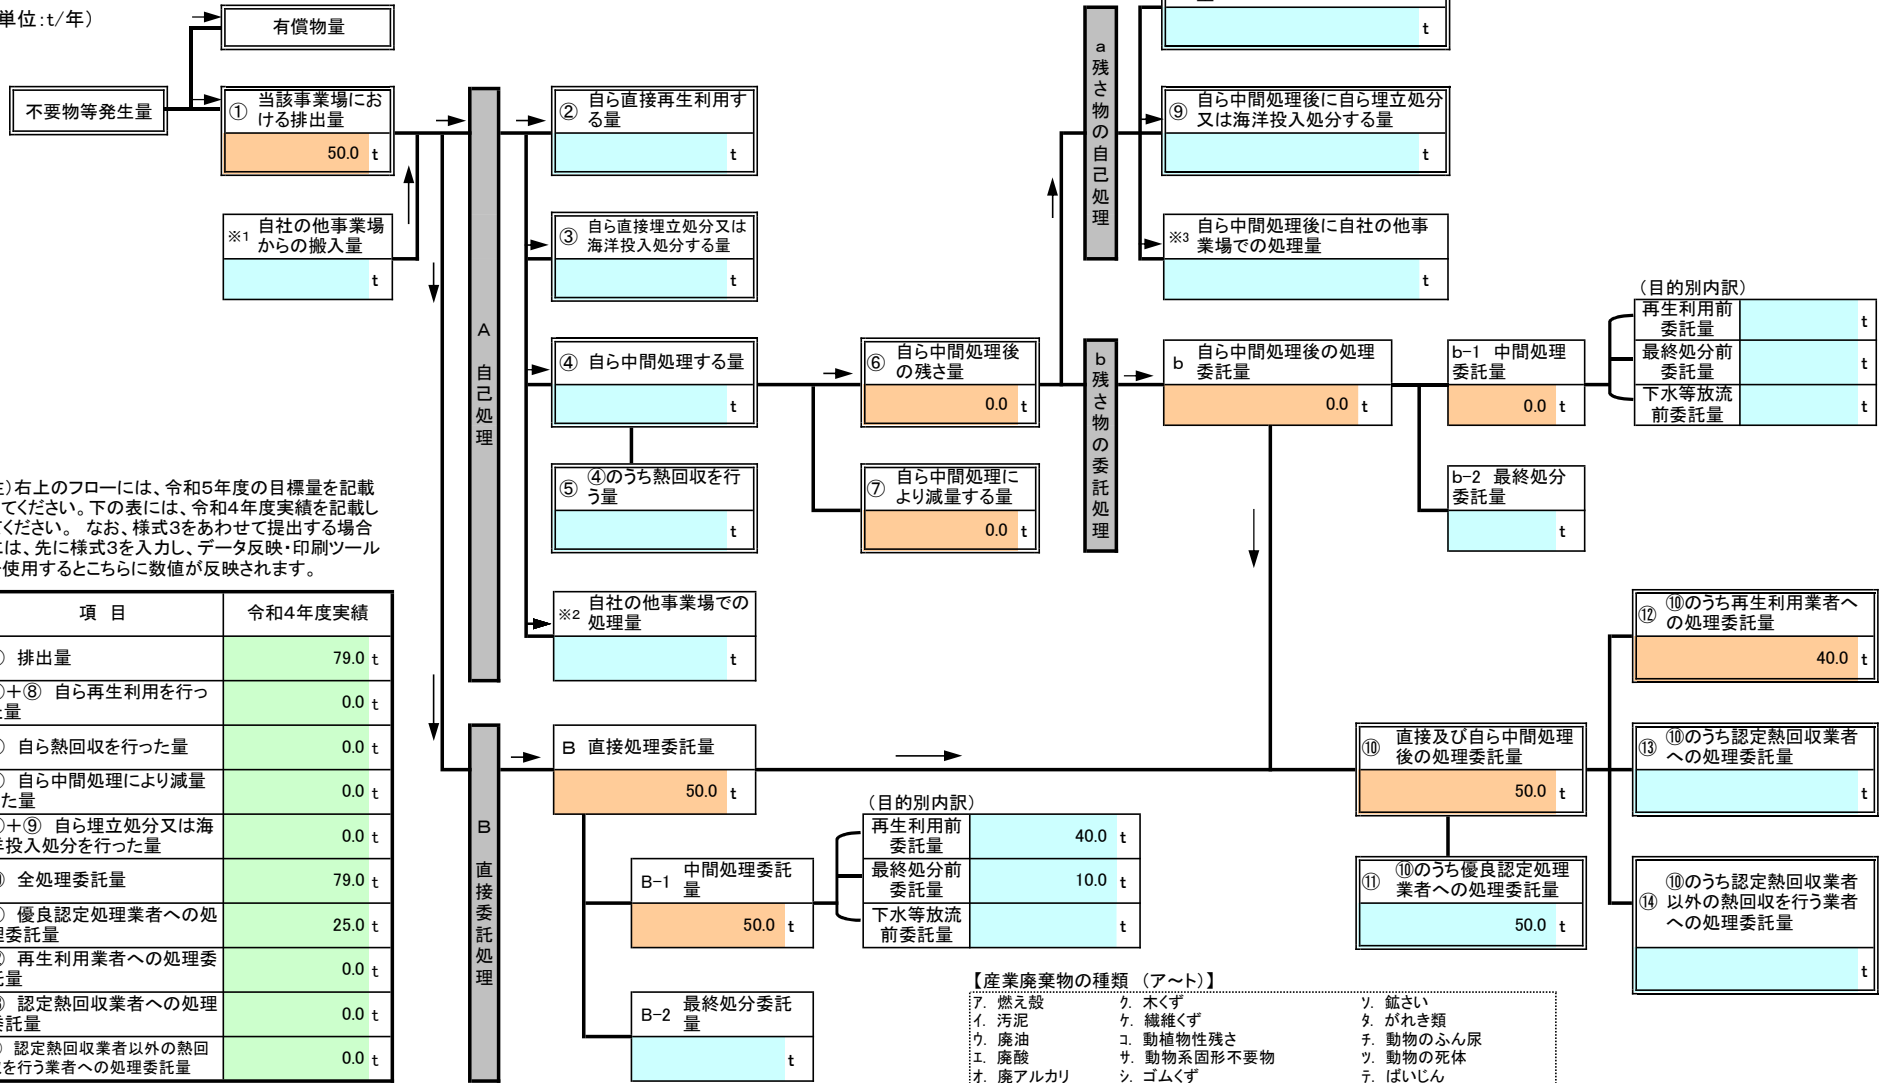 単位:t/年)
有償物量
不要物等発生量
① 当該事業場にお
ける排出量
50.0 t
※1 自社の他事業場
からの搬入量
t
A 自己処理
② 自ら直接再生利用す
る量
t
③ 自ら直接埋立処分又は
海洋投入処分する量
t
④ 自ら中間処理する量
t
⑤ ④のうち熱回収を行
う量
t
※2 自社の他事業場での
処理量
t
⑥ 自ら中間処理後
の残さ量
0.0 t
⑦ 自ら中間処理に
より減量する量
0.0 t
a 残さ物の自己処理
t
⑨ 自ら中間処理後に自ら埋立処分
又は海洋投入処分する量
t
※3 自ら中間処理後に自社の他事
業場での処理量
t
b 残さ物の委託処理
b 自ら中間処理後の処理
委託量
0.0 t
b-1 中間処理
委託量
0.0 t
b-2 最終処分
委託量
t
(目的別内訳)
再生利用前
委託量
t
最終処分前
委託量
t
下水等放流
前委託量
t
)右上のフローには、令和5年度の目標量を記載
てください。下の表には、令和4年度実績を記載し
ください。 なお、様式3をあわせて提出する場合
は、先に様式3を入力し、データ反映・印刷ツール
使用するとこちらに数値が反映されます。
項 目 令和4年度実績
排出量 79.0 t
+⑧ 自ら再生利用を行っ
量 0.0 t
自ら熱回収を行った量 0.0 t
自ら中間処理により減量
た量 0.0 t
+⑨ 自ら埋立処分又は海
投入処分を行った量 0.0 t
全処理委託量 79.0 t
優良認定処理業者への処
委託量 25.0 t
再生利用業者への処理委
量 0.0 t
認定熱回収業者への処理
託量 0.0 t
認定熱回収業者以外の熱回
を行う業者への処理委託量 0.0 t
B 直接委託処理
B 直接処理委託量
50.0 t
B-1 中間処理委託
量
50.0 t
B-2 最終処分委託
量
t
(目的別内訳)
再生利用前
委託量
40.0 t
最終処分前
委託量
10.0 t
下水等放流
前委託量
t
⑩ 直接及び自ら中間処理
後の処理委託量
50.0 t
⑪ ⑩のうち優良認定処理
業者への処理委託量
50.0 t
⑫ ⑩のうち再生利用業者へ
の処理委託量
40.0 t
⑬ ⑩のうち認定熱回収業者
への処理委託量
t
⑭ ⑩のうち認定熱回収業者
以外の熱回収を行う業者
への処理委託量
t
【産業廃棄物の種類 (ア~ト)】
ア. 燃え殻 ク. 木くず ソ. 鉱さい
イ. 汚泥 ケ. 繊維くず タ. がれき類
ウ. 廃油 コ. 動植物性残さ チ. 動物のふん尿
エ. 廃酸 サ. 動物系固形不要物 ツ. 動物の死体
オ. 廃アルカリ シ. ゴムくず テ. ばいじん